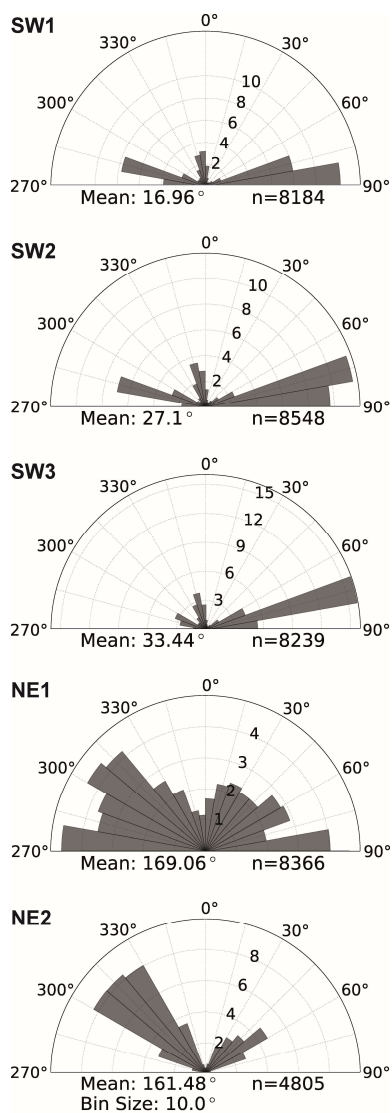 SW1
0°
330° 30°
10
8
300° 60°
6
4
2
270° 90°
Mean: 16.96° n=8184
SW2
0°
330° 30°
10
8
300° 60°
6
4
2
270° 90°
Mean: 27.1° n=8548
SW3
0°
330° 15 30°
12
300° 9 60°
6
3
270° 90°
Mean: 33.44° n=8239
NE1
0°
330° 30°
4
300° 3 60°
2
1
270° 90°
Mean: 169.06° n=8366
NE2
0°
330° 30°
8
300° 6 60°
4
2
270° 90°
Mean: 161.48° n=4805
Bin Size: 10.0°